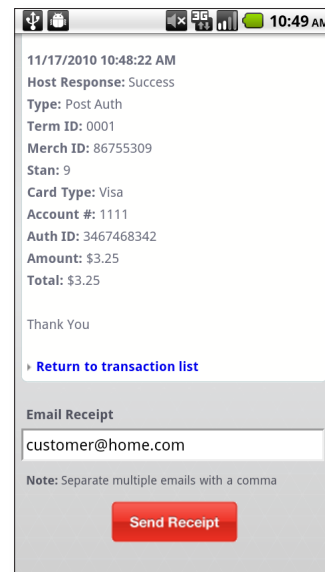 3G
10:49 AM
11/17/2010 10:48:22 AM
Host Response: Success
Type: Post Auth
Term ID: 0001
Merch ID: 86755309
Stan: 9
Card Type: Visa
Account #: 1111
Auth ID: 3467468342
Amount: $3.25
Total: $3.25
Thank You
Return to transaction list
Email Receipt
customer@home.com
Note: Separate multiple emails with a comma
Send Receipt